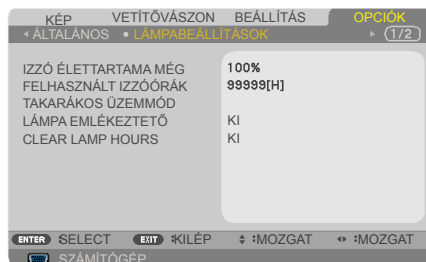 KÉP VETÍTŐVÁSZON BEÁLLÍTÁS OPCIÓK
ÁLTALÁNOS • LÁMPABEÁLLÍTÁSOK 1/2
IZZÓ ÉLETTARTAMA MÉG 100%
FELHASZNÁLT IZZÓÓRÁK 99999[H]
TAKARÁKOS ÜZEMMÓD
LÁMPA EMLÉKEZTETŐ KI
CLEAR LAMP HOURS KI
ENTER :SELECT EXIT :KILÉP :MOZGAT :MOZGAT
SZÁMÍTÓGÉP